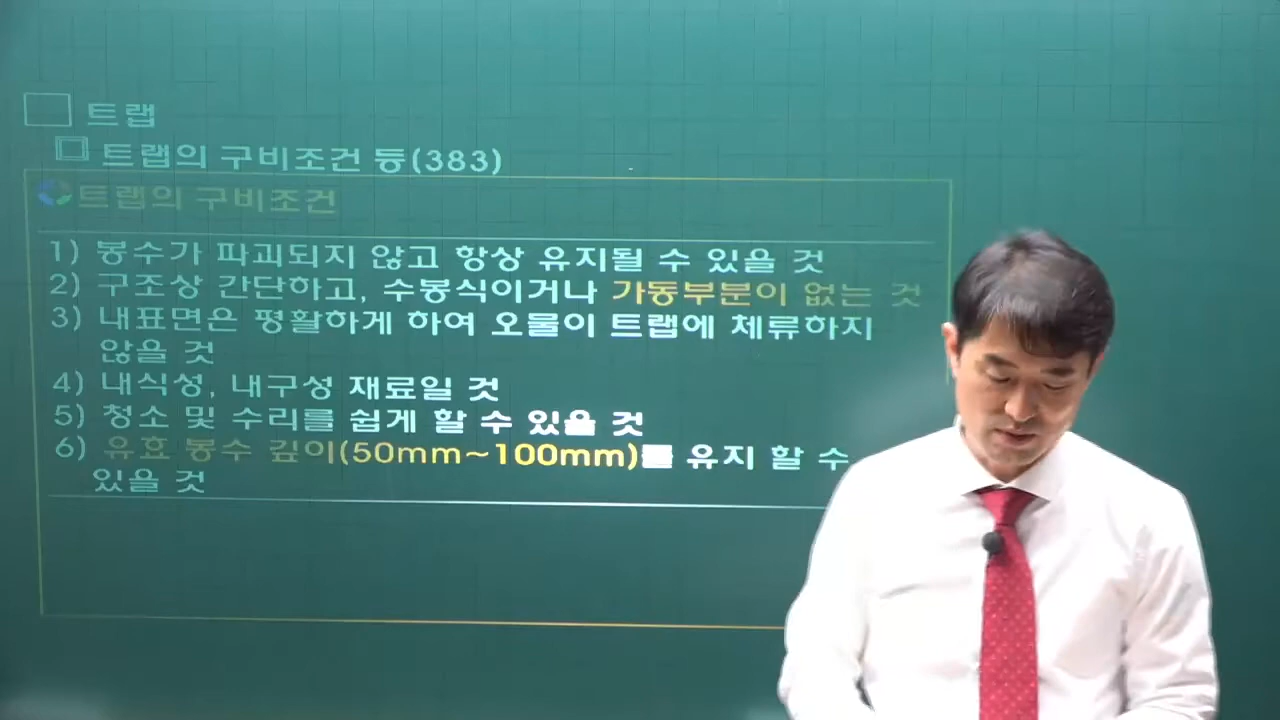 트랩
트랩의 구비조건 등(383)
트랩의 구비조건
1) 봉수가 파괴되지 않고 항상 유지될 수 있을 것
2) 구조상 간단하고, 수봉식이거나 가동부분이 없는 것
3) 내표면은 평활하게 하여 오물이 트랩에 체류하지
않을 것
4) 내식성, 내구성 재료일 것
5) 청소 및 수리를 쉽게 할 수 있을 것
6) 유효 봉수 깊이(50mm~100mm)를 유지 할 수
있을 것